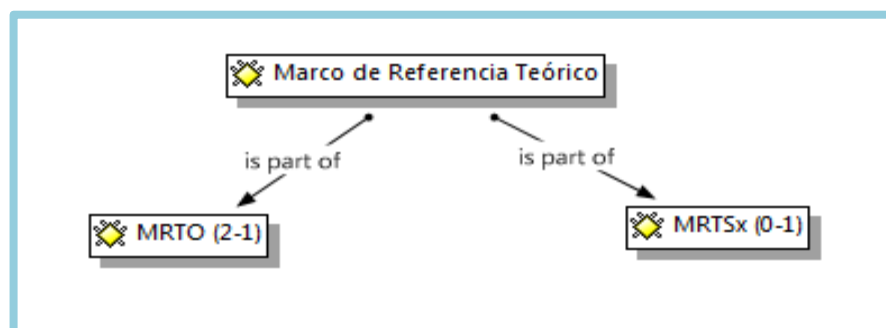 Marco de Referencia Teórico
is part of
is part of
MRTO (2-1)
MRTSx (0-1)